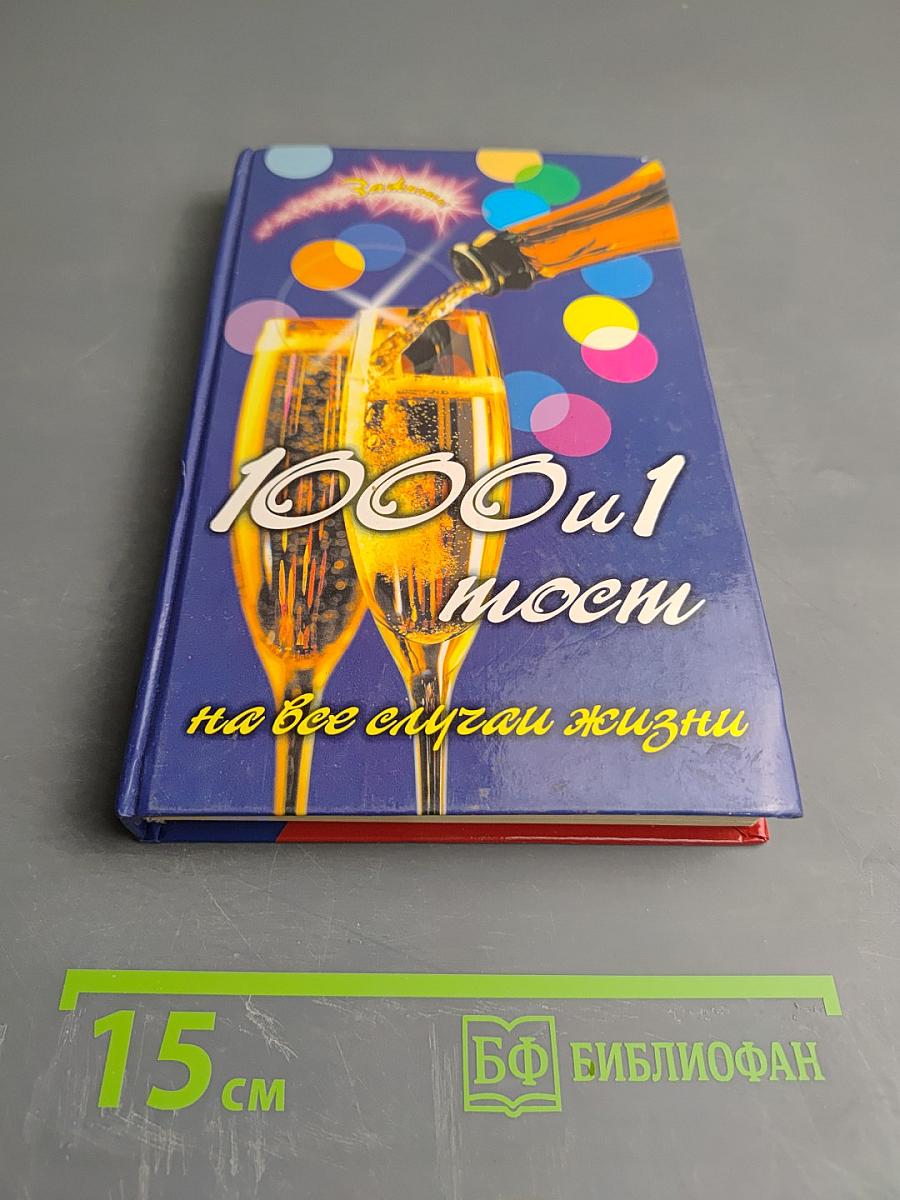 1000 и 1
тост
на все случаи жизни
15 см
БФ БИБЛИОФАН